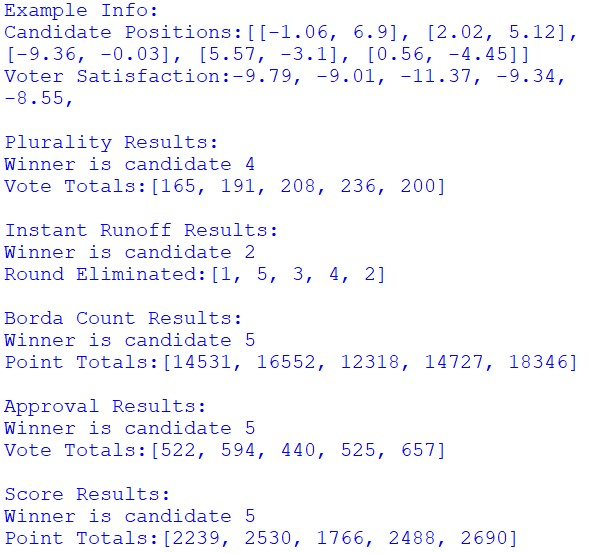 Example Info:
Candidate Positions:[[-1.06, 6.9], [2.02, 5.12],
[-9.36, -0.03], [5.57, -3.1], [0.56, -4.45]]
Voter Satisfaction:-9.79, -9.01, -11.37, -9.34,
-8.55,
Plurality Results:
Winner is candidate 4
Vote Totals:[165, 191, 208, 236, 200]
Instant Runoff Results:
Winner is candidate 2
Round Eliminated:[1, 5, 3, 4, 2]
Borda Count Results:
Winner is candidate 5
Point Totals:[14531, 16552, 12318, 14727, 18346]
Approval Results:
Winner is candidate 5
Vote Totals:[522, 594, 440, 525, 657]
Score Results:
Winner is candidate 5
Point Totals:[2239, 2530, 1766, 2488, 2690]